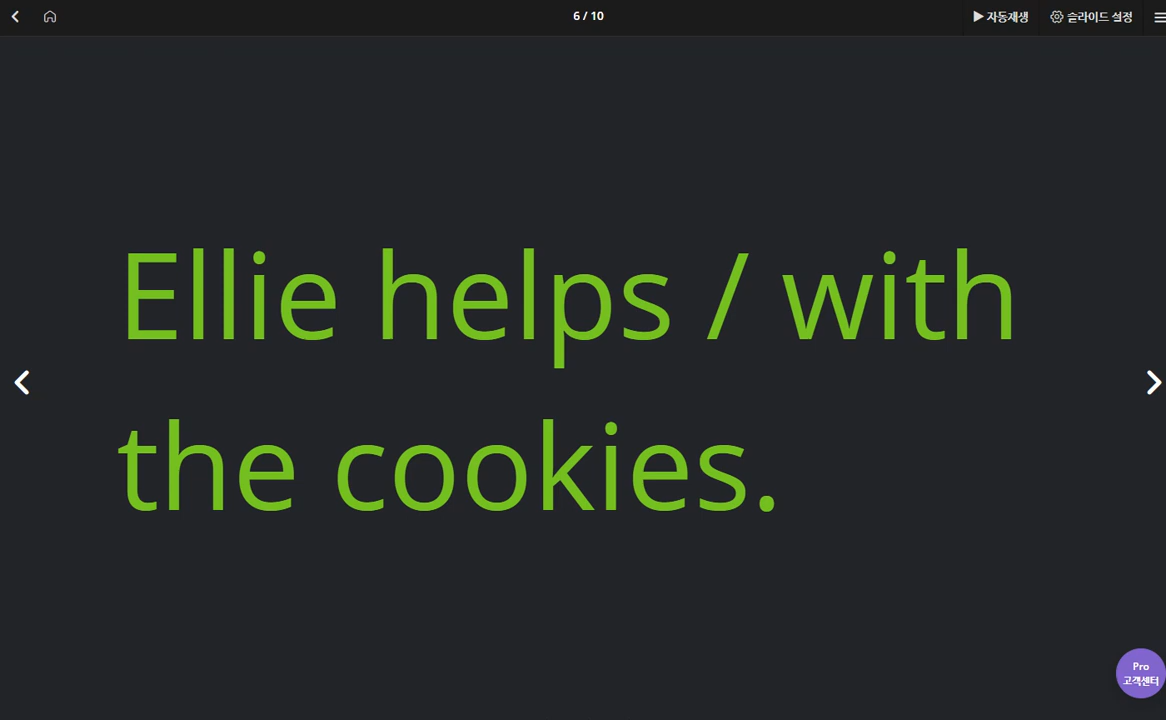 6 / 10
▶ 자동재생
슬라이드 설정
Ellie helps / with
the cookies.
Pro
고객센터